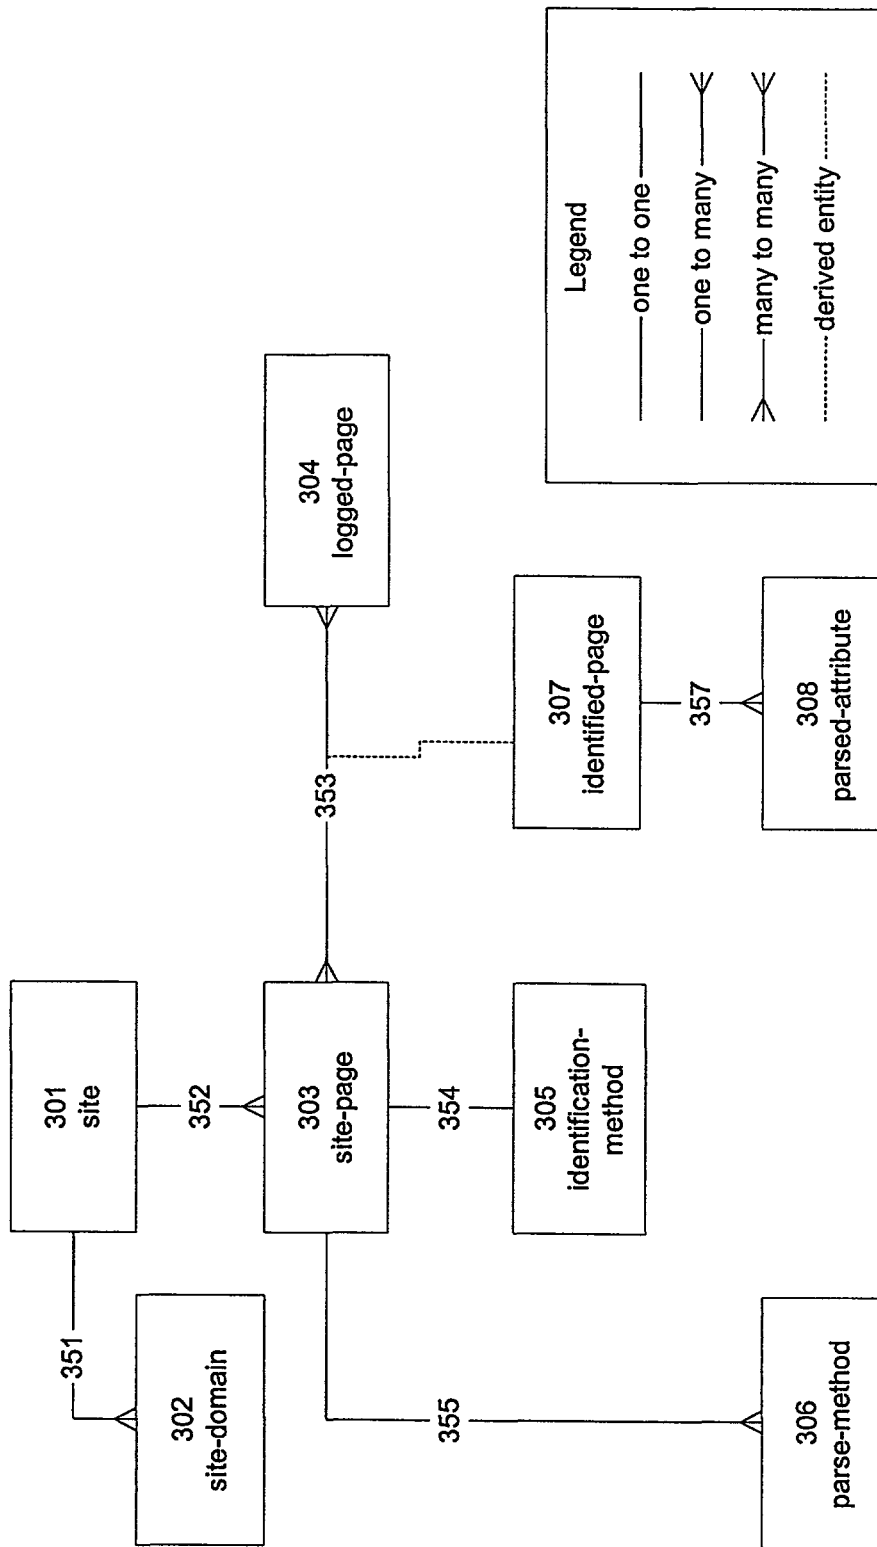 301
site
351
302
site-domain
352
303
site-page
353
304
logged-page
354
305
identification-
method
307
identified-page
355
357
306
parse-method
308
parsed-attribute
Legend
one to one
one to many
many to many
derived entity